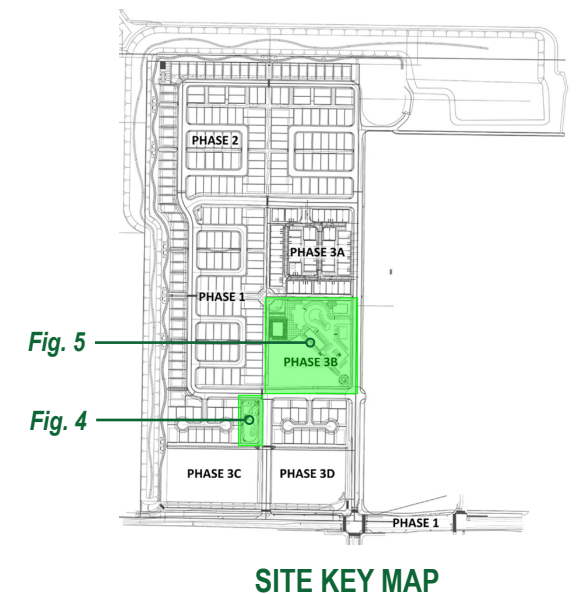 PHASE 2
PHASE 3A
PHASE 1
Fig. 5
PHASE 3B
Fig. 4
PHASE 3C
PHASE 3D
PHASE 1
SITE KEY MAP